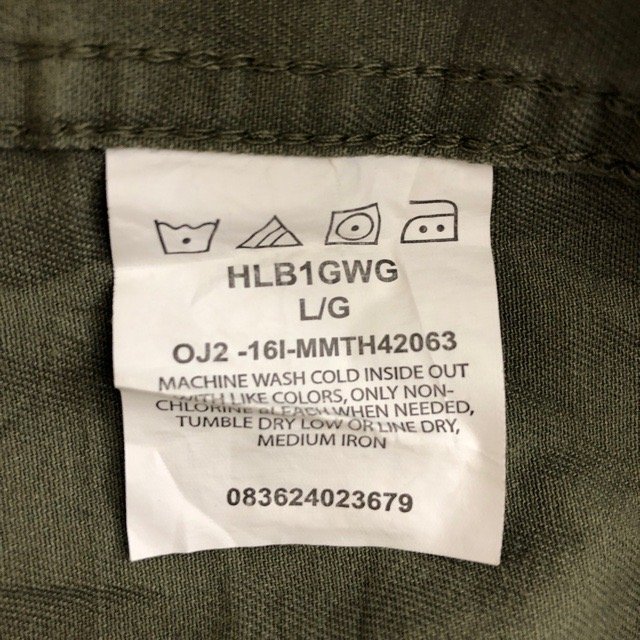 HLB1GWG
L/G
OJ2 -16I-MMTH42063
MACHINE WASH COLD INSIDE OUT
WITH LIKE COLORS, ONLY NON-
CHLORINE BLEACH WHEN NEEDED,
TUMBLE DRY LOW OR LINE DRY,
MEDIUM IRON
083624023679